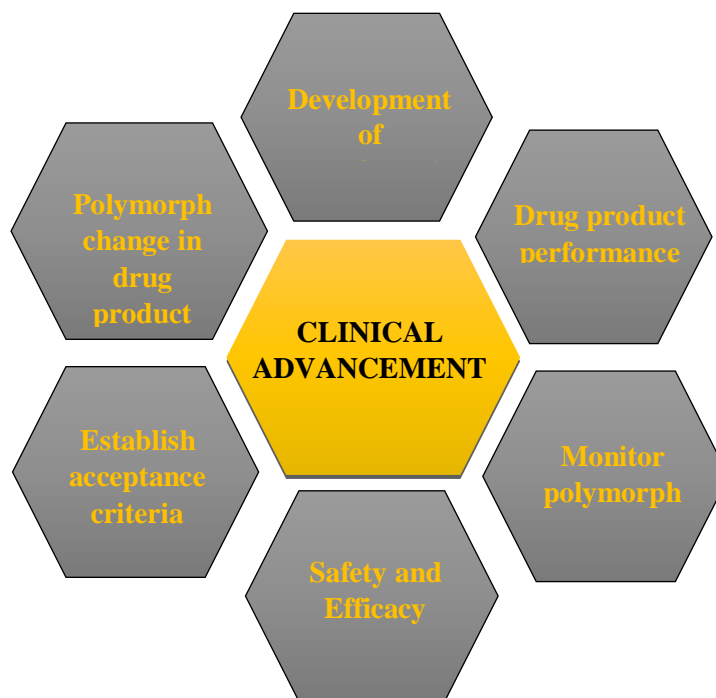 Development
of
Polymorph
change in
drug
product
Drug product
performance
CLINICAL
ADVANCEMENT
Establish
acceptance
criteria
Monitor
polymorph
Safety and
Efficacy